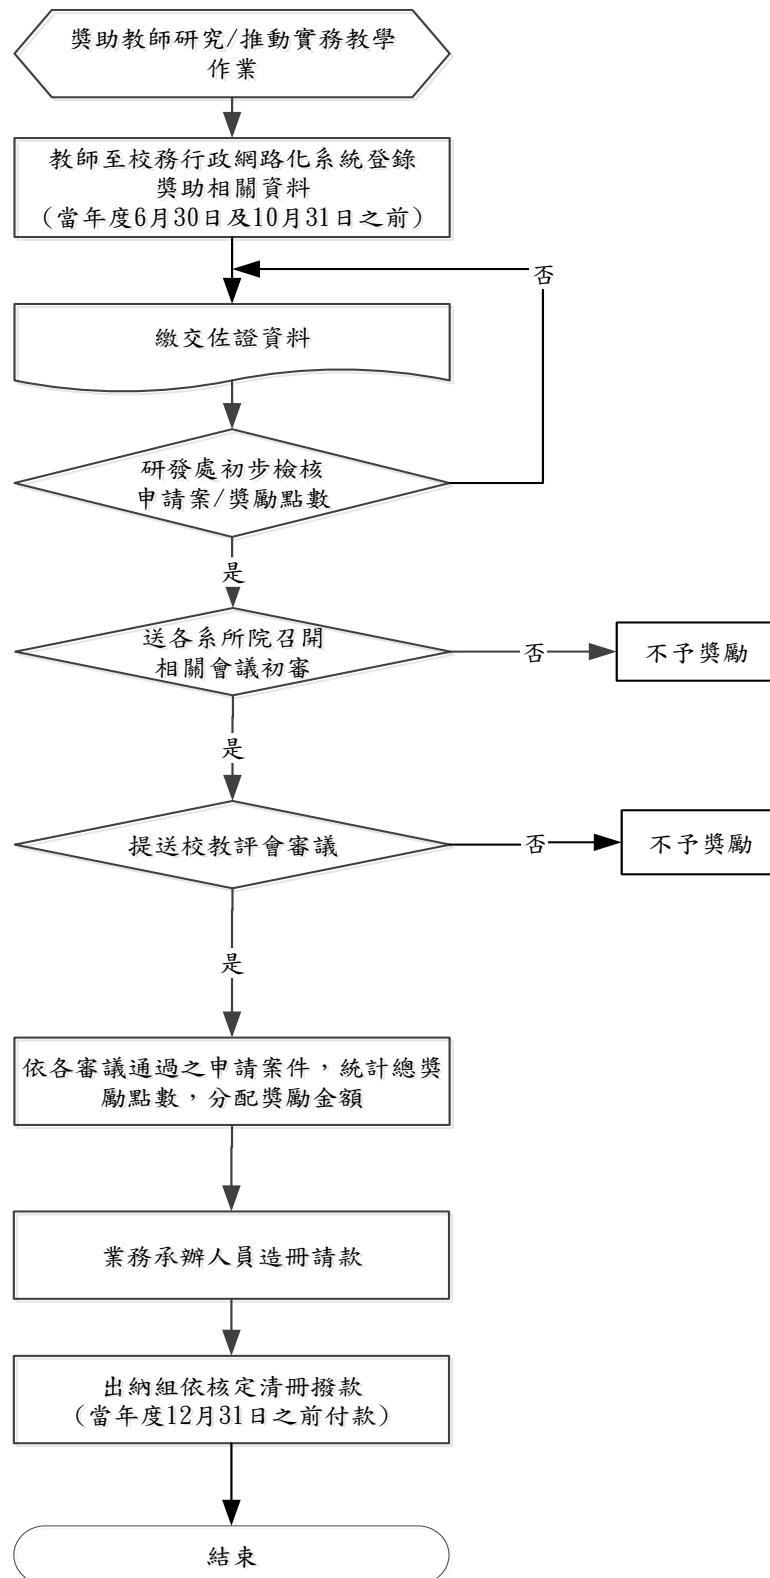 獎助教師研究/推動實務教學
作業
教師至校務行政網路化系統登錄
獎助相關資料
（當年度6月30日及10月31日之前）
否
繳交佐證資料
研發處初步檢核
申請案/獎勵點數
是
送各系所院召開
相關會議初審
否
不予獎勵
是
提送校教評會審議
否
不予獎勵
是
依各審議通過之申請案件，統計總獎
勵點數，分配獎勵金額
業務承辦人員造冊請款
出納組依核定清冊撥款
（當年度12月31日之前付款）
結束